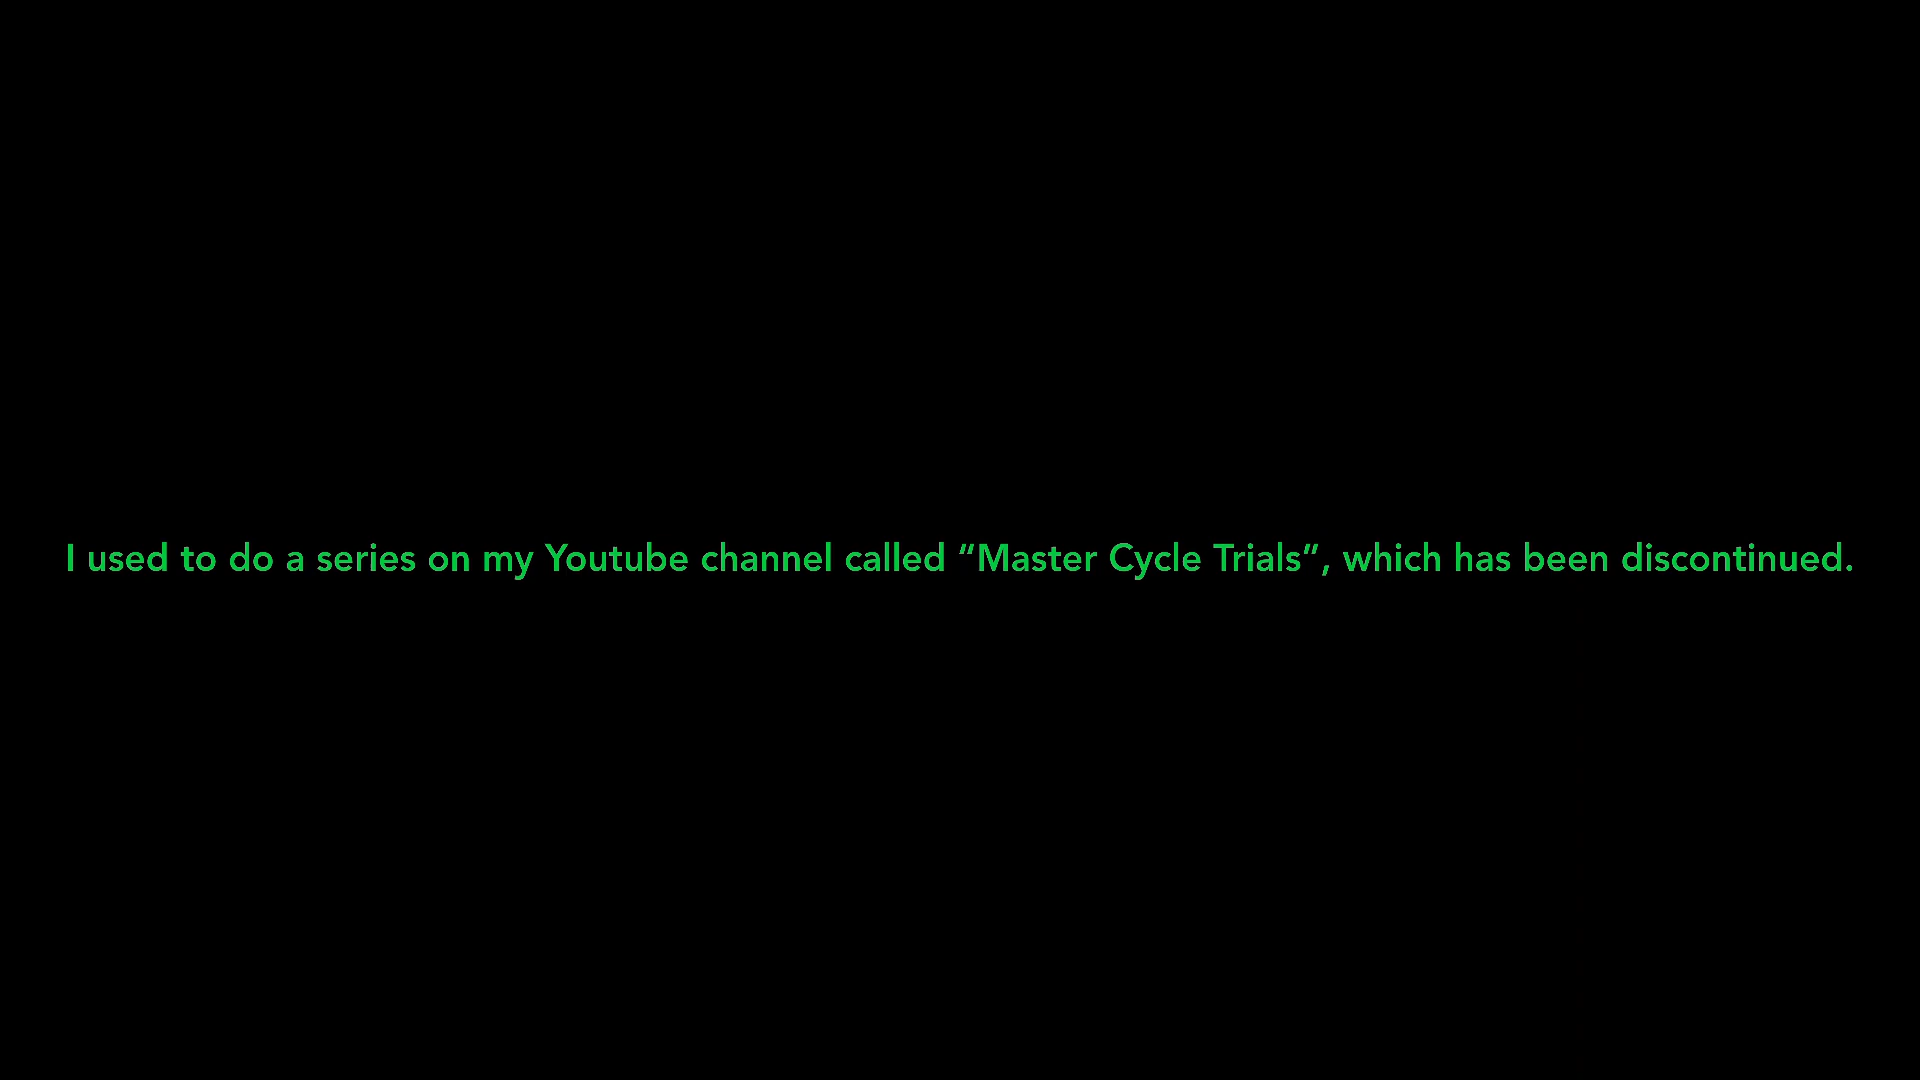 I used to do a series on my Youtube channel called “Master Cycle Trials”, which has been discontinued.